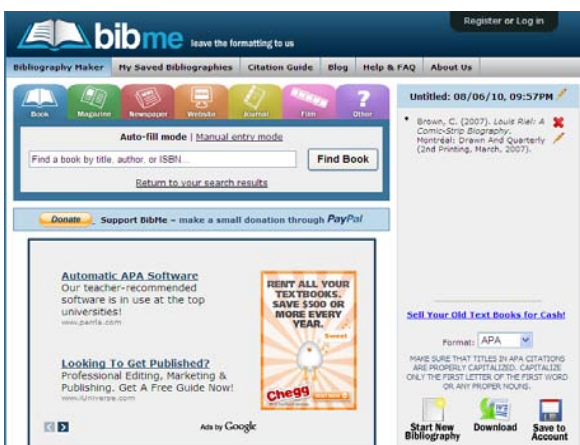 Register or Log in
bibme leave the formatting to us
Bibliography Maker My Saved Bibliographies Citation Guide Blog Help & FAQ About Us
Book Magazine Newspaper Website Journal Film Other
Auto-fill mode | Manual entry mode
Find a book by title, author, or ISBN...
Find Book
Return to your search results
Donate Support BibMe - make a small donation through PayPal
Automatic APA Software
Our teacher-recommended
software is in use at the top
universities!
www.perrla.com
Looking To Get Published?
Professional Editing, Marketing &
Publishing. Get A Free Guide Now!
www.iUniverse.com
RENT ALL YOUR
TEXTBOOKS.
SAVE $500 OR
MORE EVERY
YEAR.
Sweet
Chegg
Ads by Google
Untitled: 08/06/10, 09:57PM
• Brown, C. (2007). Louis Riel: A
Comic-Strip Biography.
Montréal: Drawn And Quarterly
(2nd Printing, March, 2007).
Sell Your Old Text Books for Cash!
Format: APA
MAKE SURE THAT TITLES IN APA CITATIONS
ARE PROPERLY CAPITALIZED. CAPITALIZE
ONLY THE FIRST LETTER OF THE FIRST WORD
OR ANY PROPER NOUNS.
Start New
Bibliography
Download
Save to
Account